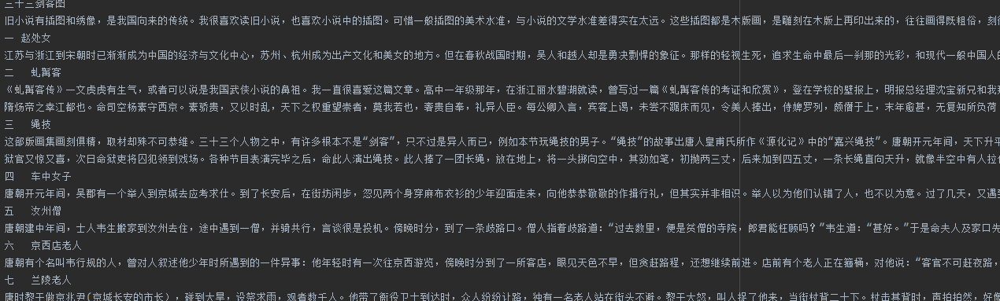 三十三剑客图
旧小说有插图和绣像，是我国向来的传统。我很喜欢读旧小说，也喜欢小说中的插图。可惜一般插图的美术水准，与小说的文学水准差得实在太远。这些插图都是木版画，是雕刻在木版上再印出来的，往往画得既粗俗，刻得
一 赵处女
江苏与浙江到宋朝时已渐渐成为中国的经济与文化中心，苏州、杭州成为出产文化和美女的地方。但在春秋战国时期，吴人和越人却是勇决剽悍的象征。那样的轻视生死，追求生命中最后一刹那的光彩，和现代一般中国人的
二 虬髯客
《虬髯客传》一文虎虎有生气，或者可以说是我国武侠小说的鼻祖。我一直很喜爱这篇文章。高中一年级那年，在浙江丽水碧湖就读，曾写过一篇《虬髯客传的考证和欣赏》，登在学校的壁报上，明报总经理沈宝新兄和我
隋炀帝之幸江都也。命司空杨素守西京。素骄贵，又以时乱，天下之权重望崇者，莫我若也，奢贵自奉，礼异人臣。每公卿入言，宾客上谒，未尝不踞床而见，令美人捧出，侍婢罗列，颇僭于上，末年愈甚，无复知所负荷
三 绳技
这部版画集画刻俱精，取材却殊不可恭维。三十三个人物之中，有许多根本不是“剑客”，只不过是异人而已，例如本节玩绳技的男子。“绳技”的故事出唐人皇甫氏所作《源化记》中的“嘉兴绳技”。唐朝开元年间，天下升平
狱官又惊又喜，次日命狱吏将囚犯领到戏场。各种节目表演完毕之后，命此人演出绳技。此人捧了一团长绳，放在地上，将一头掷向空中，其劲如笔，初抛两三丈，后来加到四五丈，一条长绳直向天升，就像半空中有人拉
四 车中女子
唐朝开元年间，吴郡有一个举人到京城去应考求仕。到了长安后，在街坊闲步，忽见两个身穿麻布衣衫的少年迎面走来，向他恭恭敬敬的作揖行礼，但其实并非相识。举人以为他们认错了人，也不以为意。过了几天，又遇到
五 汝州僧
唐朝建中年间，士人韦生搬家到汝州去住，途中遇到一僧，并骑共行，言谈很是投机。傍晚时分，到了一条歧路口。僧人指着歧路道：“过去数里，便是贫僧的寺院，郎君能枉顾吗？”韦生道：“甚好。”于是命夫人及家口先
六 京西店老人
唐朝有个名叫韦行规的人，曾对人叙述他少年时所遇到的一件异事：他年轻时有一次往京西游览，傍晚时分到了一所客店，眼见天色不早，但贪赶路程，还想继续前进。店前有个老人正在箍桶，对他说：“客官不可赶夜路，
七 兰陵老人
唐时黎干做京兆尹(京城长安的市长），碰到大旱，设祭求雨，观者数千人。他带了衙役卫士到达时，众人纷纷让路，独有一名老人站在街头不避。黎干大怒，叫人捉了他来，当街杖背二十下。杖击其背时，声拍拍然，好像